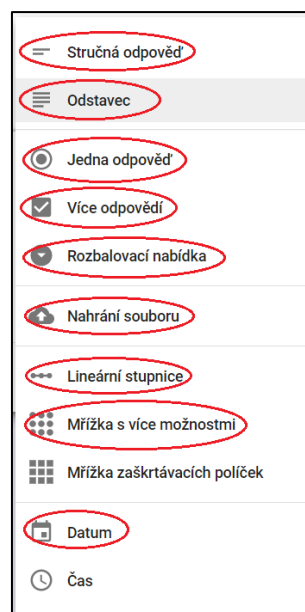 Stručná odpověď
Odstavec
Jedna odpověď
Více odpovědí
Rozbalovací nabídka
Nahrání souboru
Lineární stupnice
Mřížka s více možnostmi
Mřížka zaškrtávacích políček
Datum
Čas